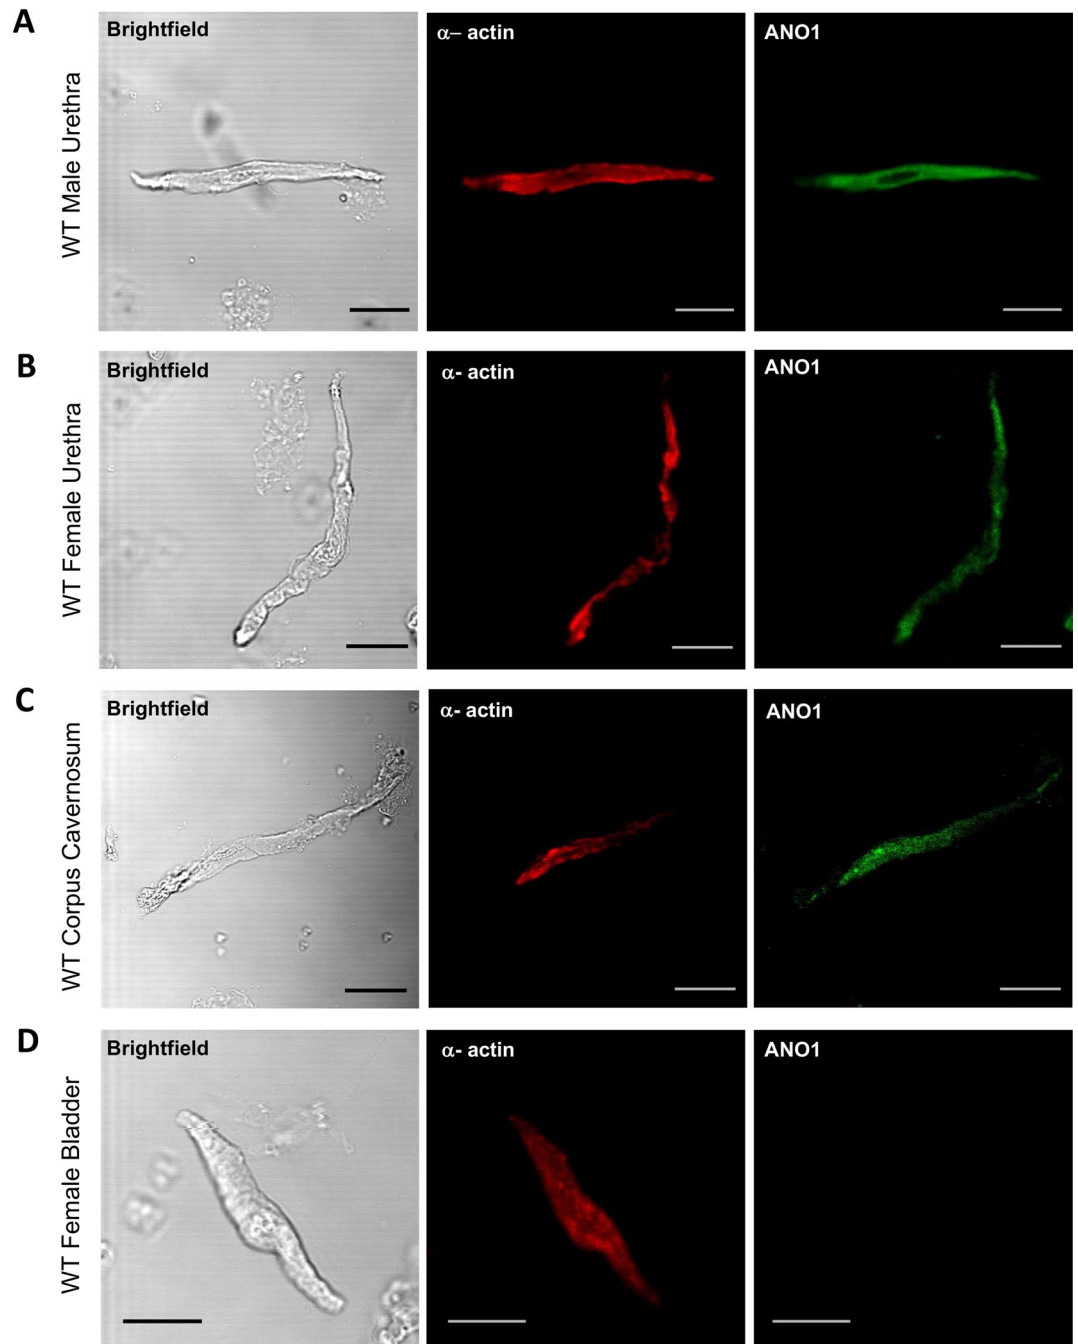 A
WT Male Urethra
Brightfield
α– actin
ANO1
B
WT Female Urethra
Brightfield
α- actin
ANO1
C
WT Corpus Cavernosum
Brightfield
α- actin
ANO1
D
WT Female Bladder
Brightfield
α- actin
ANO1